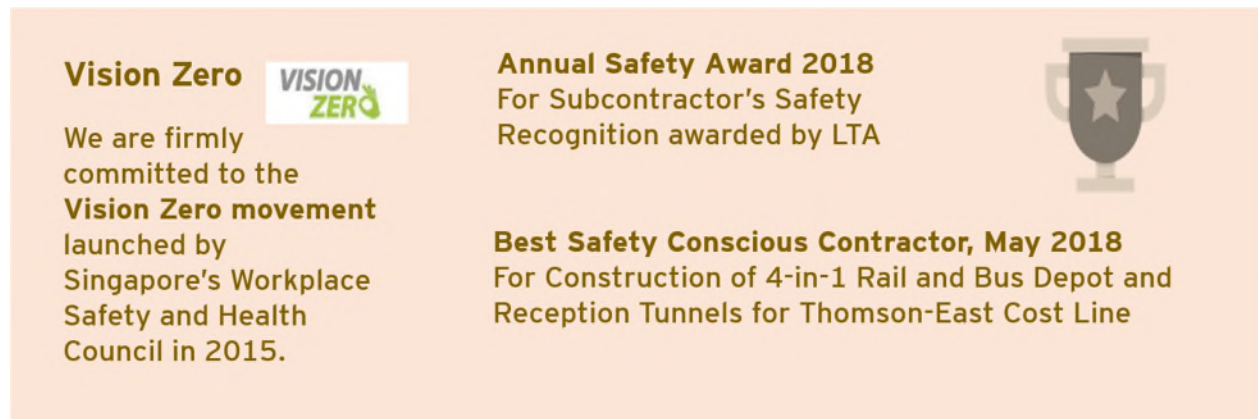 Vision Zero
VISION
ZERO
We are firmly
committed to the
Vision Zero movement
launched by
Singapore's Workplace
Safety and Health
Council in 2015.
Annual Safety Award 2018
For Subcontractor's Safety
Recognition awarded by LTA
Best Safety Conscious Contractor, May 2018
For Construction of 4-in-1 Rail and Bus Depot and
Reception Tunnels for Thomson-East Cost Line